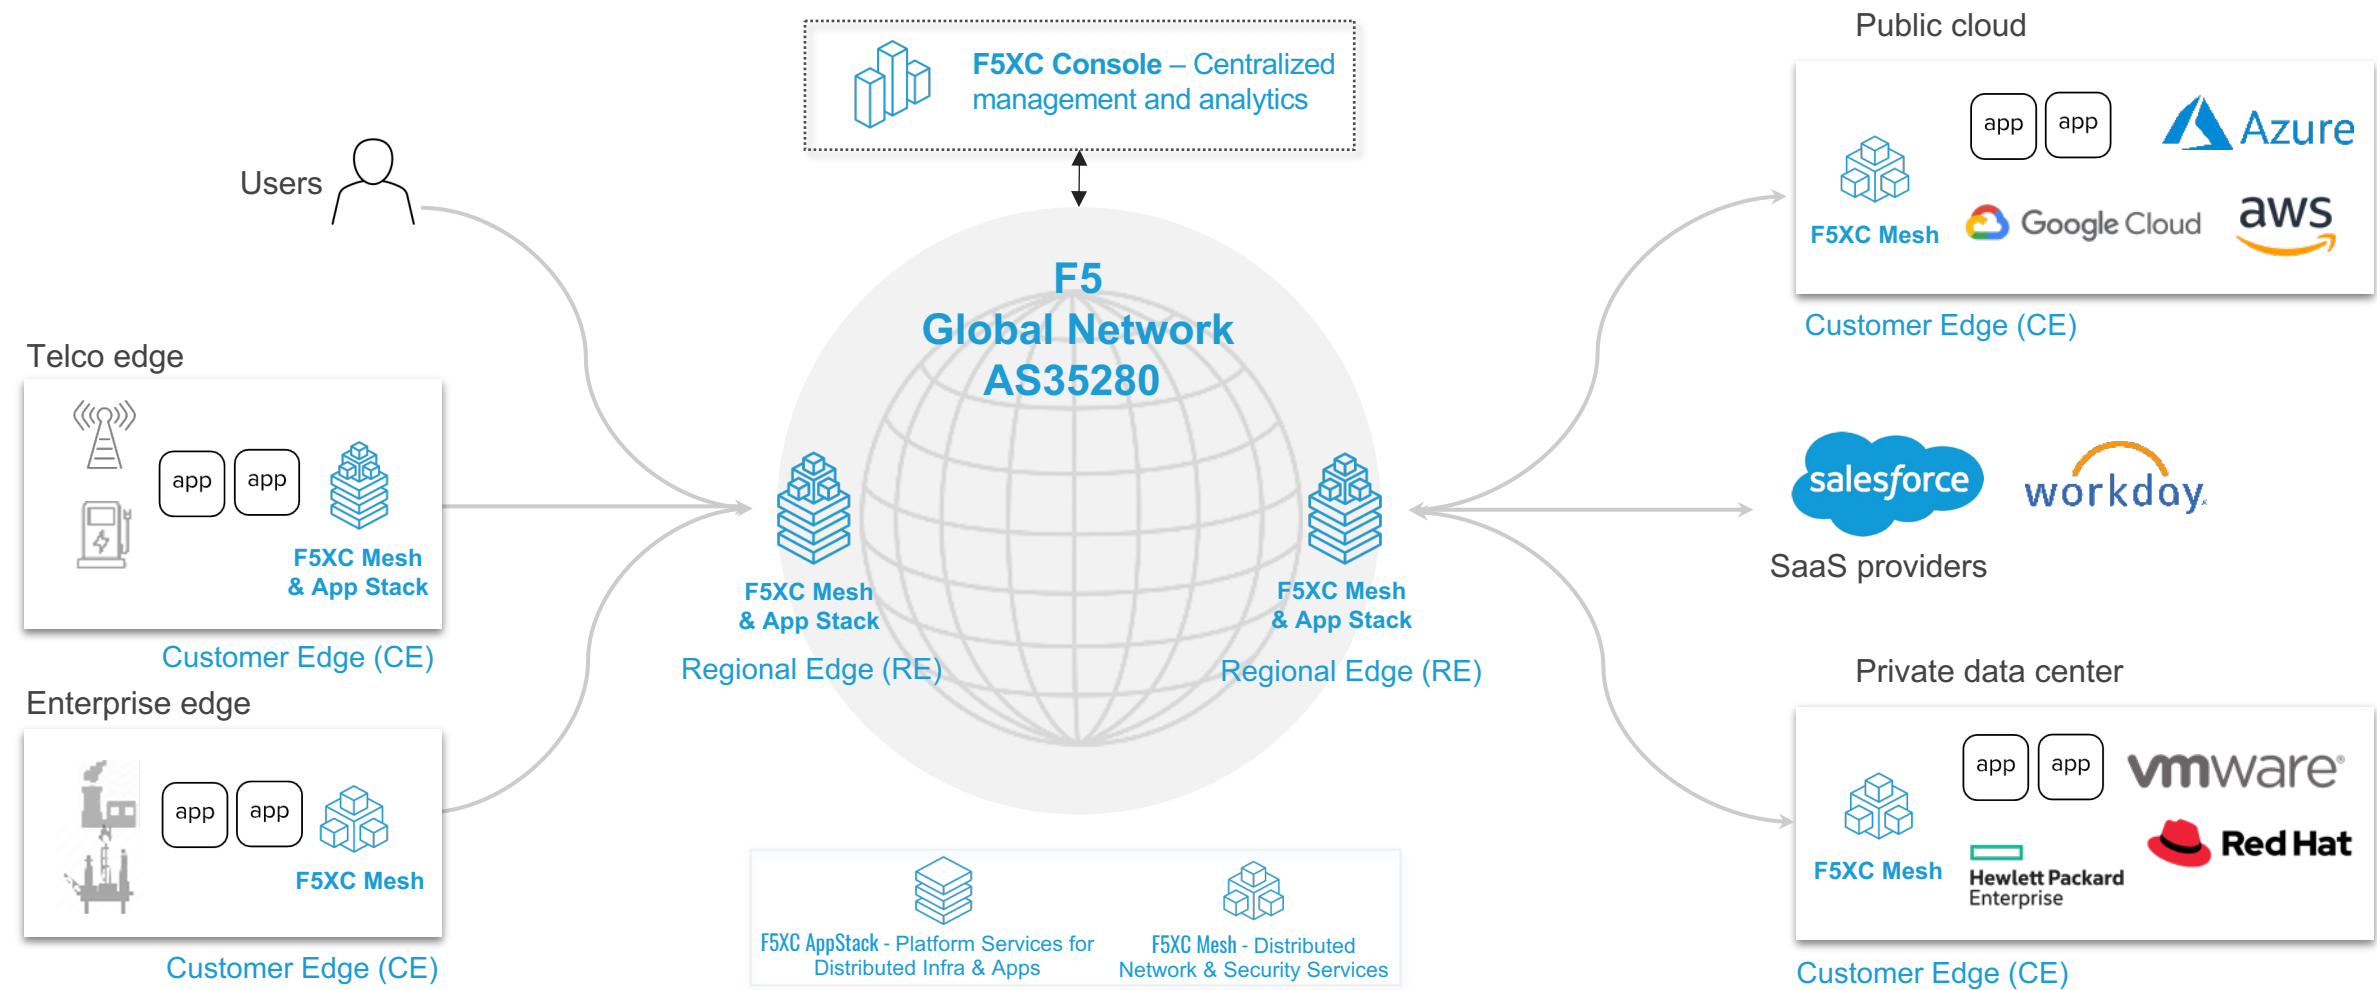 F5XC Console – Centralized
management and analytics
Public cloud
app
app
Azure
F5XC Mesh
Google Cloud
aws
Customer Edge (CE)
Users
F5
Global Network
AS35280
Telco edge
app
app
F5XC Mesh
& App Stack
Customer Edge (CE)
F5XC Mesh
& App Stack
Regional Edge (RE)
F5XC Mesh
& App Stack
Regional Edge (RE)
salesforce
workday
SaaS providers
Enterprise edge
app
app
F5XC Mesh
Customer Edge (CE)
Private data center
app
app
vmware®
F5XC Mesh
Hewlett Packard
Enterprise
Red Hat
Customer Edge (CE)
F5XC AppStack - Platform Services for
Distributed Infra & Apps
F5XC Mesh - Distributed
Network & Security Services